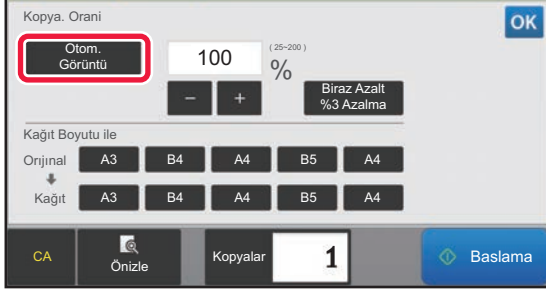 Kopya. Orani
OK
Otom.
Görüntü
100
(25~200)
%
− +
Biraz Azalt
%3 Azalma
Kağıt Boyutu ile
Orıjınal A3 B4 A4 B5 A4
Kağıt A3 B4 A4 B5 A4
CA
Önizle
Kopyalar 1
Baslama